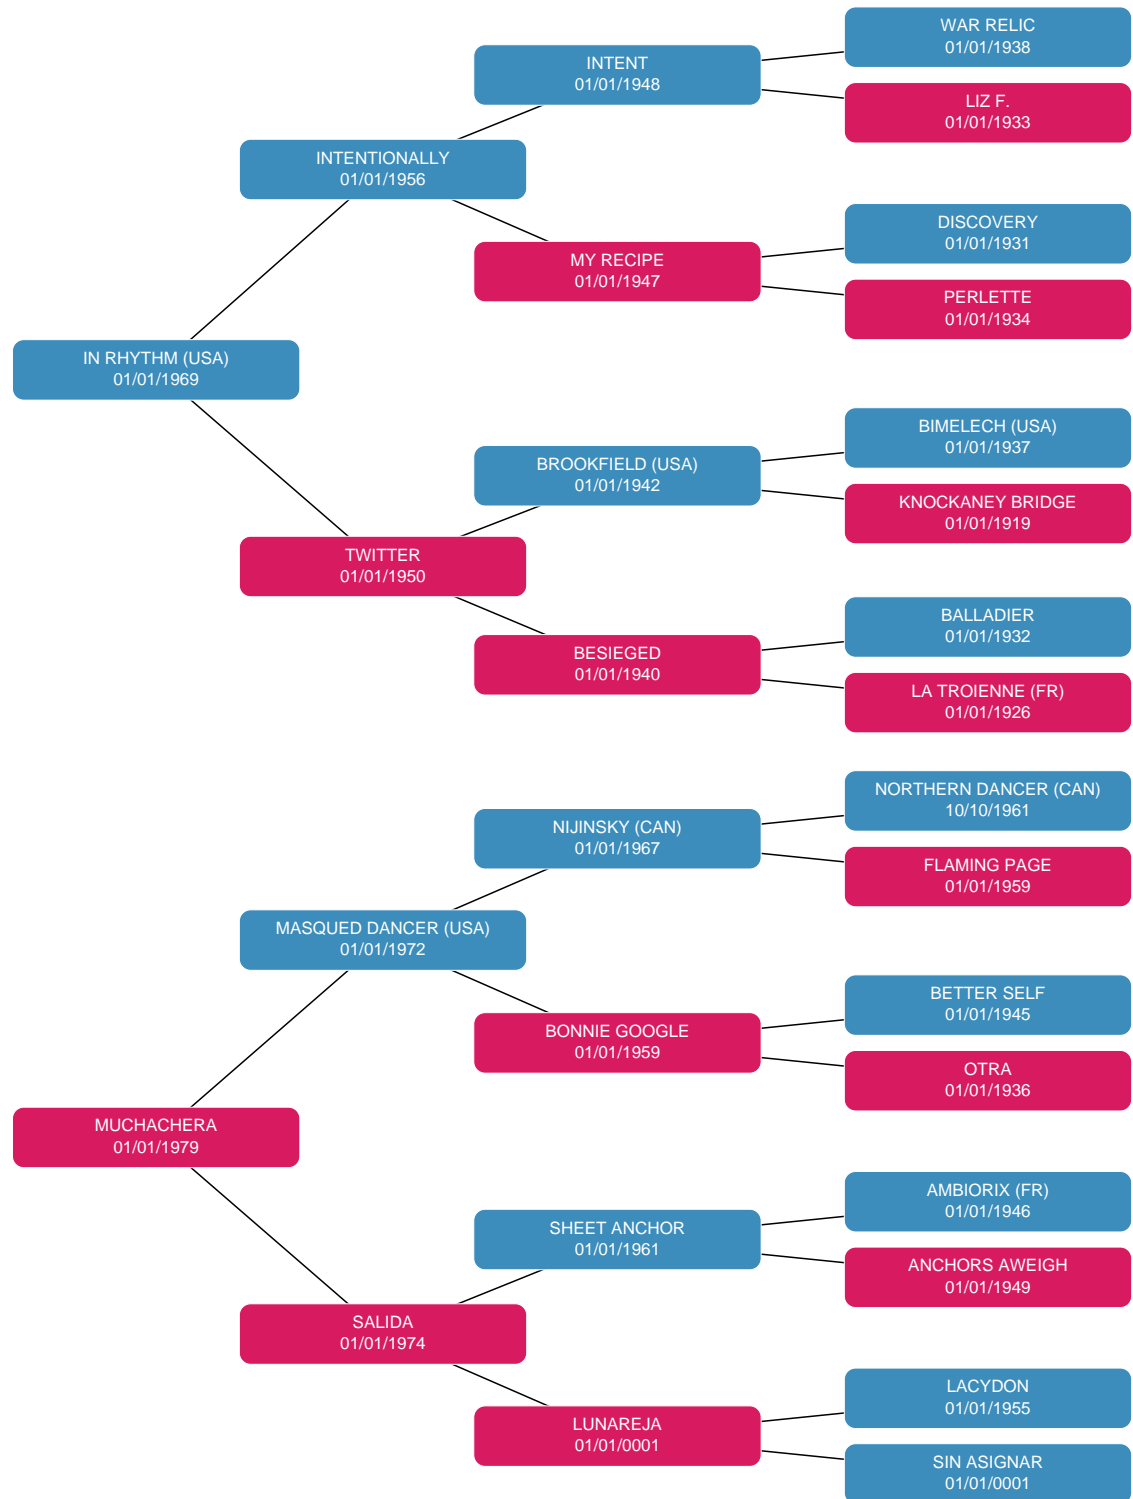 WAR RELIC
01/01/1938
INTENT
01/01/1948
LIZ F.
01/01/1933
INTENTIONALLY
01/01/1956
DISCOVERY
01/01/1931
MY RECIPE
01/01/1947
PERLETTE
01/01/1934
IN RHYTHM (USA)
01/01/1969
BIMELECH (USA)
01/01/1937
BROOKFIELD (USA)
01/01/1942
KNOCKANEY BRIDGE
01/01/1919
TWITTER
01/01/1950
BALLADIER
01/01/1932
BESIEGED
01/01/1940
LA TROIENNE (FR)
01/01/1926
NORTHERN DANCER (CAN)
10/10/1961
NIJINSKY (CAN)
01/01/1967
FLAMING PAGE
01/01/1959
MASQUED DANCER (USA)
01/01/1972
BETTER SELF
01/01/1945
BONNIE GOOGLE
01/01/1959
OTRA
01/01/1936
MUCHACHERA
01/01/1979
AMBIORIX (FR)
01/01/1946
SHEET ANCHOR
01/01/1961
ANCHORS AWEIGH
01/01/1949
SALIDA
01/01/1974
LACYDON
01/01/1955
LUNAREJA
01/01/0001
SIN ASIGNAR
01/01/0001